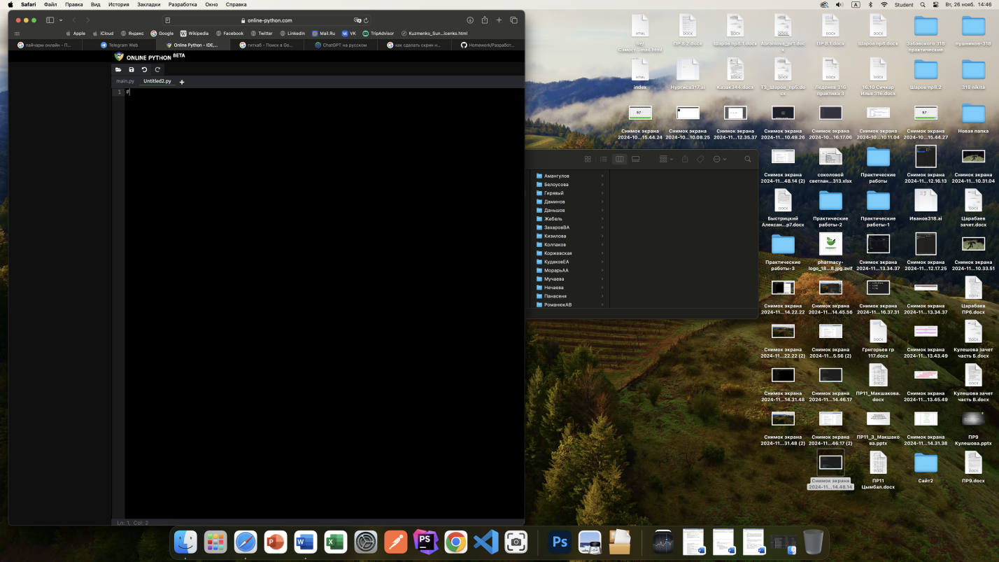 Safari Файл Правка Вид История Закладки Разработка Окно Справка
A Student Вт, 26 нояб. 14:46
online-python.com
Apple iCloud Яндекс Google Wikipedia Facebook Twitter LinkedIn Mail.Ru VK TripAdvisor Kuzmenko_Sun...icenko.html
пайчарм онлайн - П... Telegram Web Online Python - IDE,... гитхаб - Поиск в Go... ChatGPT на русском как сделать скрин н... Homework/Разработ...
ONLINE PYTHON BETA
main.py Untitled2.py +
1 #
Ln: 1, Col: 2
Амангулов
Белоусова
Гирявый
Даминов
Даньшов
Жебель
ЗахаровВА
Кизилова
Колпаков
Коржевская
КудаковЕА
МорарьАА
Мучаева
Нечаева
Панасеня
РоманюкАВ
HTML DOCX DOCX DOCX DOCX DOCX
Re/ Самост...mail.html
ПР 8.2.docx
Шаров пр8.1.docx
Abramova_pr1.docx
ПР 8.1.docx
Шаров пр8.docx
Забавского 318 практические
пушников-318
index
Нургиса317.ai
Казак344.docx
ТЗ_Шаров_пр5.docx
Леденев 316 практика 3
16.10 Сичкар Илья 316.docx
Шаров пр8.2
318 nikita
Снимок экрана 2024-10...15.44.24
Снимок экрана 2024-10...10.08.25
Снимок экрана 2024-11...12.35.37
Снимок экрана 2024-10...10.49.26
Снимок экрана 2024-10...16.17.06
Снимок экрана 2024-10...10.11.04
Снимок экрана 2024-10...15.44.27
Новая папка
Снимок экрана 2024-11...48.14 (2)
соколовой светлан...313.xlsx
Практические работы
Снимок экрана 2024-11...12.16.13
Снимок экрана 2024-11...10.31.04
Быстрицкий Алексан...р7.docx
Практические работы-2
Практические работы-1
Иванов318.ai
Царабаев зачет.docx
Практические работы-3
pharmacy-logo_18...8.jpg.avif
Снимок экрана 2024-11...13.34.37
Снимок экрана 2024-11...12.17.25
Снимок экрана 2024-11...10.33.51
Снимок экрана 2024-11...14.22.22
Снимок экрана 2024-11...14.45.56
Снимок экрана 2024-11...16.37.31
Снимок экрана 2024-11...13.34.37
Царабаев ПР6.docx
Снимок экрана 2024-11...22.22 (2)
Снимок экрана 2024-11...5.56 (2)
Григорьев гр 117.docx
Снимок экрана 2024-11...13.43.49
Кулешова зачет часть Б.docx
Снимок экрана 2024-11...14.31.48
Снимок экрана 2024-11...14.46.17
ПР11_Макшакова.docx
Снимок экрана 2024-11...13.45.49
Кулешова зачет часть В.docx
Снимок экрана 2024-11...31.48 (2)
Снимок экрана 2024-11...46.17 (2)
ПР11_3_Макшакова.pptx
Снимок экрана 2024-11...14.31.38
ПР9 Кулешова.pptx
Снимок экрана 2024-11...14.48.14
ПР11 Цымбал.docx
Сайт2
ПР9.docx